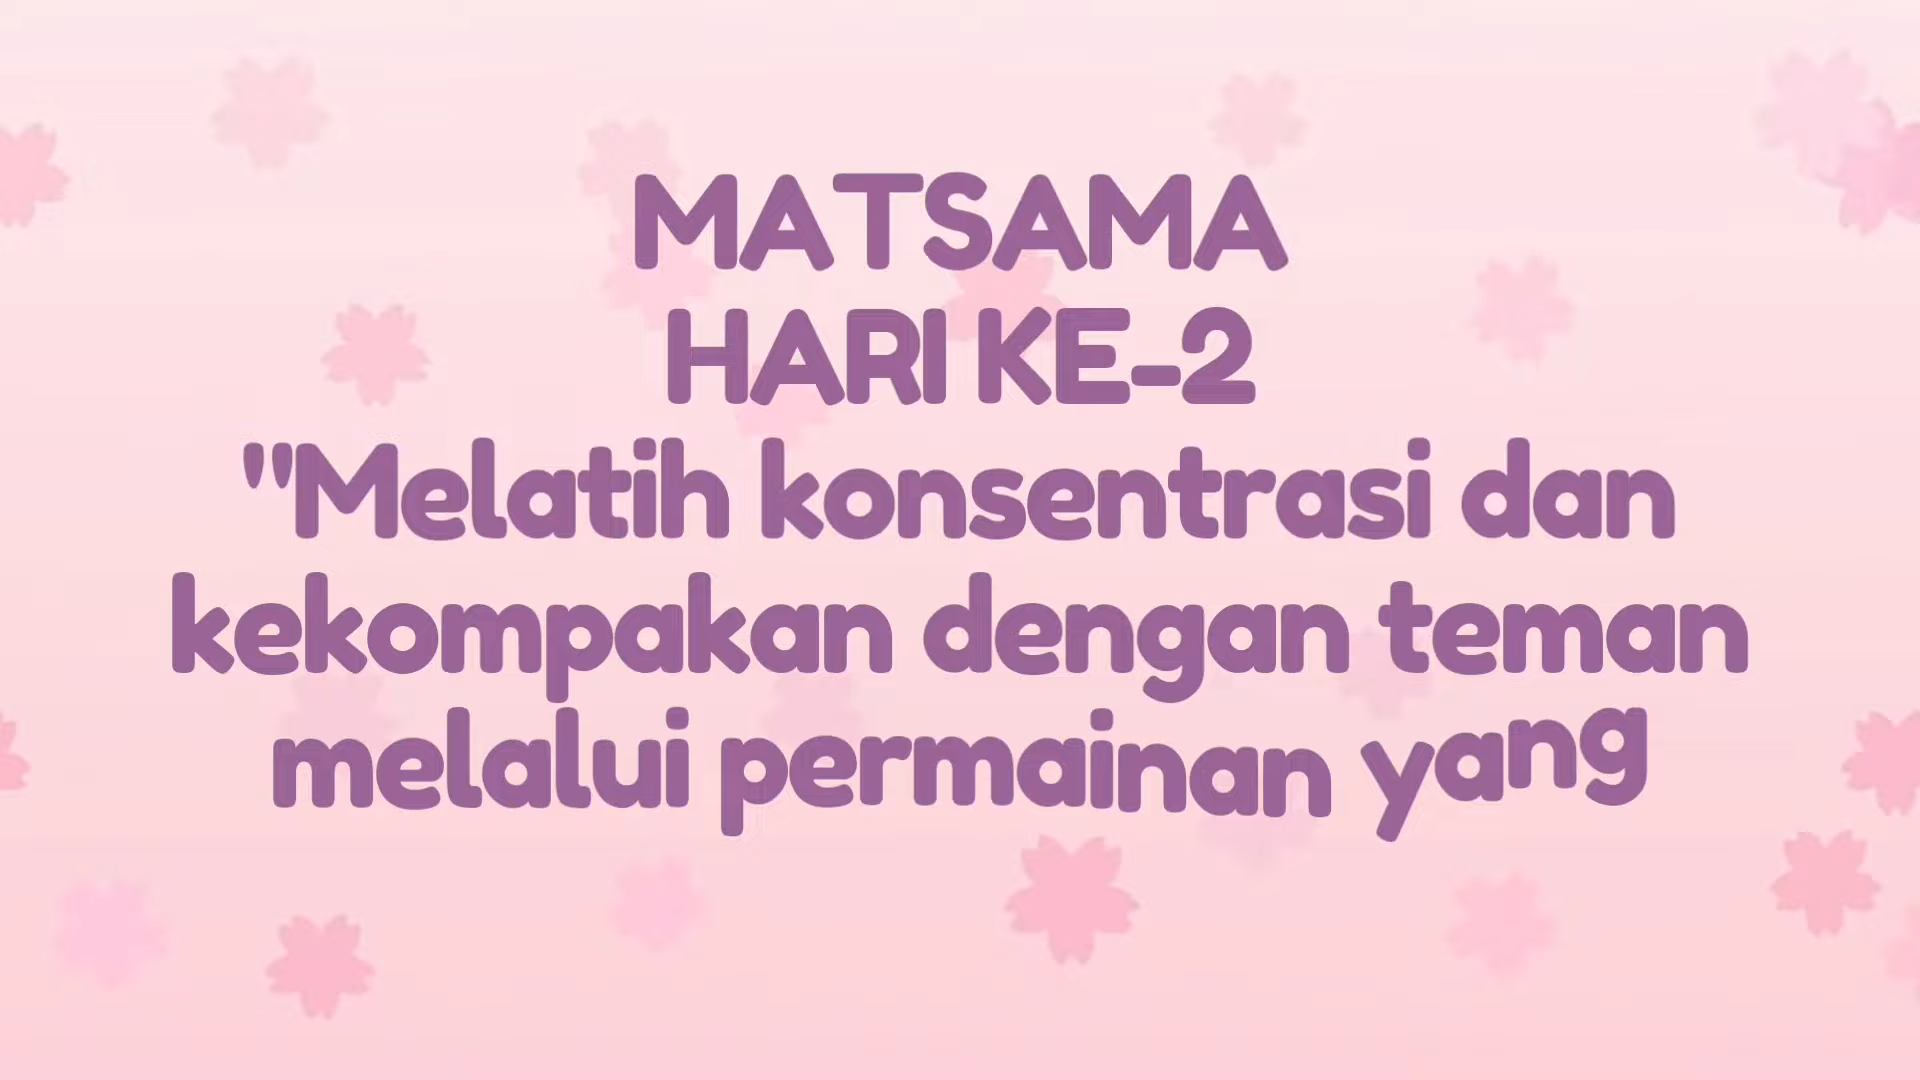 MATSAMA
HARI KE-2
"Melatih konsentrasi dan
kekompakan dengan teman
melalui permainan yang